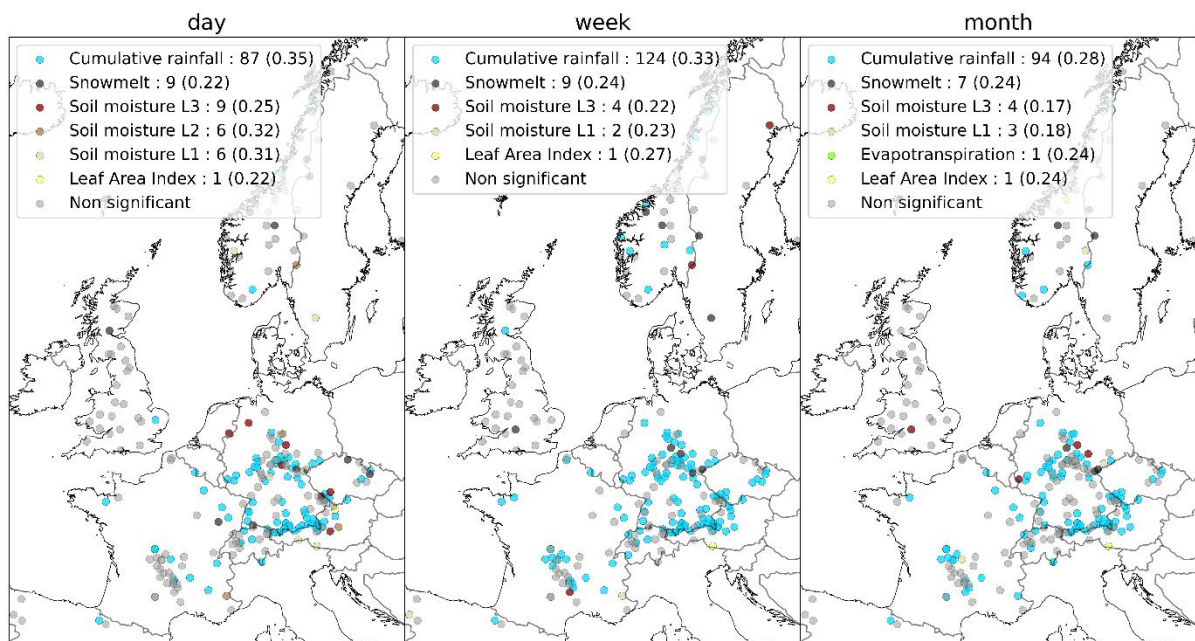 day
Cumulative rainfall : 87 (0.35)
Snowmelt : 9 (0.22)
Soil moisture L3 : 9 (0.25)
Soil moisture L2 : 6 (0.32)
Soil moisture L1 : 6 (0.31)
Leaf Area Index : 1 (0.22)
Non significant
week
Cumulative rainfall : 124 (0.33)
Snowmelt : 9 (0.24)
Soil moisture L3 : 4 (0.22)
Soil moisture L1 : 2 (0.23)
Leaf Area Index : 1 (0.27)
Non significant
month
Cumulative rainfall : 94 (0.28)
Snowmelt : 7 (0.24)
Soil moisture L3 : 4 (0.17)
Soil moisture L1 : 3 (0.18)
Evapotranspiration : 1 (0.24)
Leaf Area Index : 1 (0.24)
Non significant